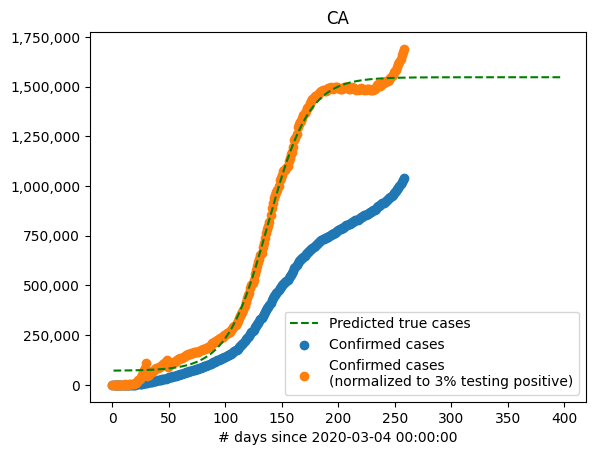 CA
1,750,000
1,500,000
1,250,000
1,000,000
750,000
500,000
250,000
0
Predicted true cases
Confirmed cases
Confirmed cases
(normalized to 3% testing positive)
0 50 100 150 200 250 300 350 400
# days since 2020-03-04 00:00:00